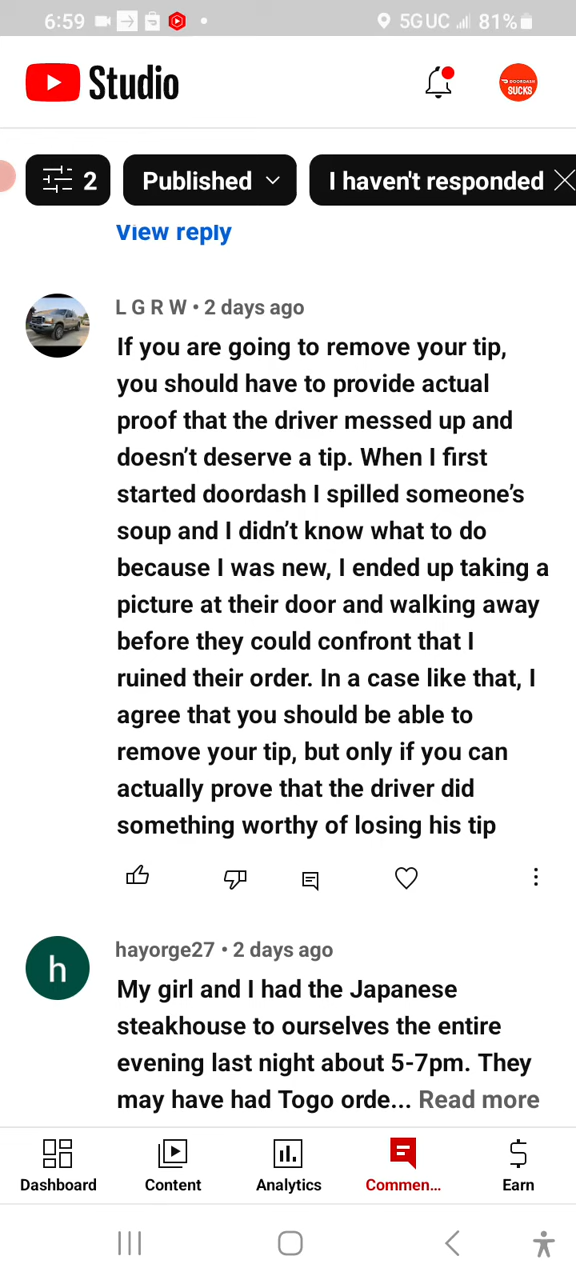 6:59 5G UC 81%
Studio
DOORDASH
SUCKS
2 Published I haven't responded
View reply
L G R W • 2 days ago
If you are going to remove your tip,
you should have to provide actual
proof that the driver messed up and
doesn’t deserve a tip. When I first
started doordash I spilled someone’s
soup and I didn’t know what to do
because I was new, I ended up taking a
picture at their door and walking away
before they could confront that I
ruined their order. In a case like that, I
agree that you should be able to
remove your tip, but only if you can
actually prove that the driver did
something worthy of losing his tip
h
hayorge27 • 2 days ago
My girl and I had the Japanese
steakhouse to ourselves the entire
evening last night about 5-7pm. They
may have had Togo orde... Read more
Dashboard Content Analytics Commen... Earn